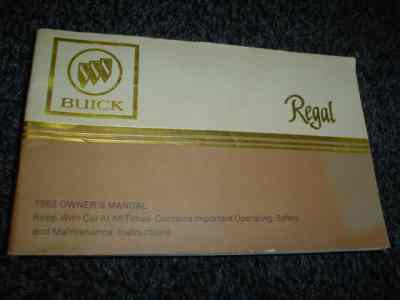 BUICK
Regal
1982 OWNER'S MANUAL
Keep With Car At All Times. Contains Important Operating, Safety
and Maintenance Instructions